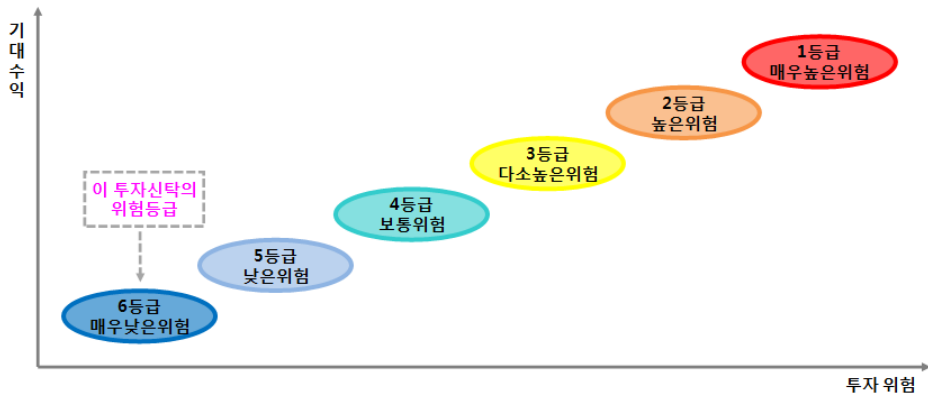 기대수익
1등급
매우높은위험
2등급
높은위험
3등급
다소높은위험
이 투자신탁의
위험등급
4등급
보통위험
5등급
낮은위험
6등급
매우낮은위험
투자 위험